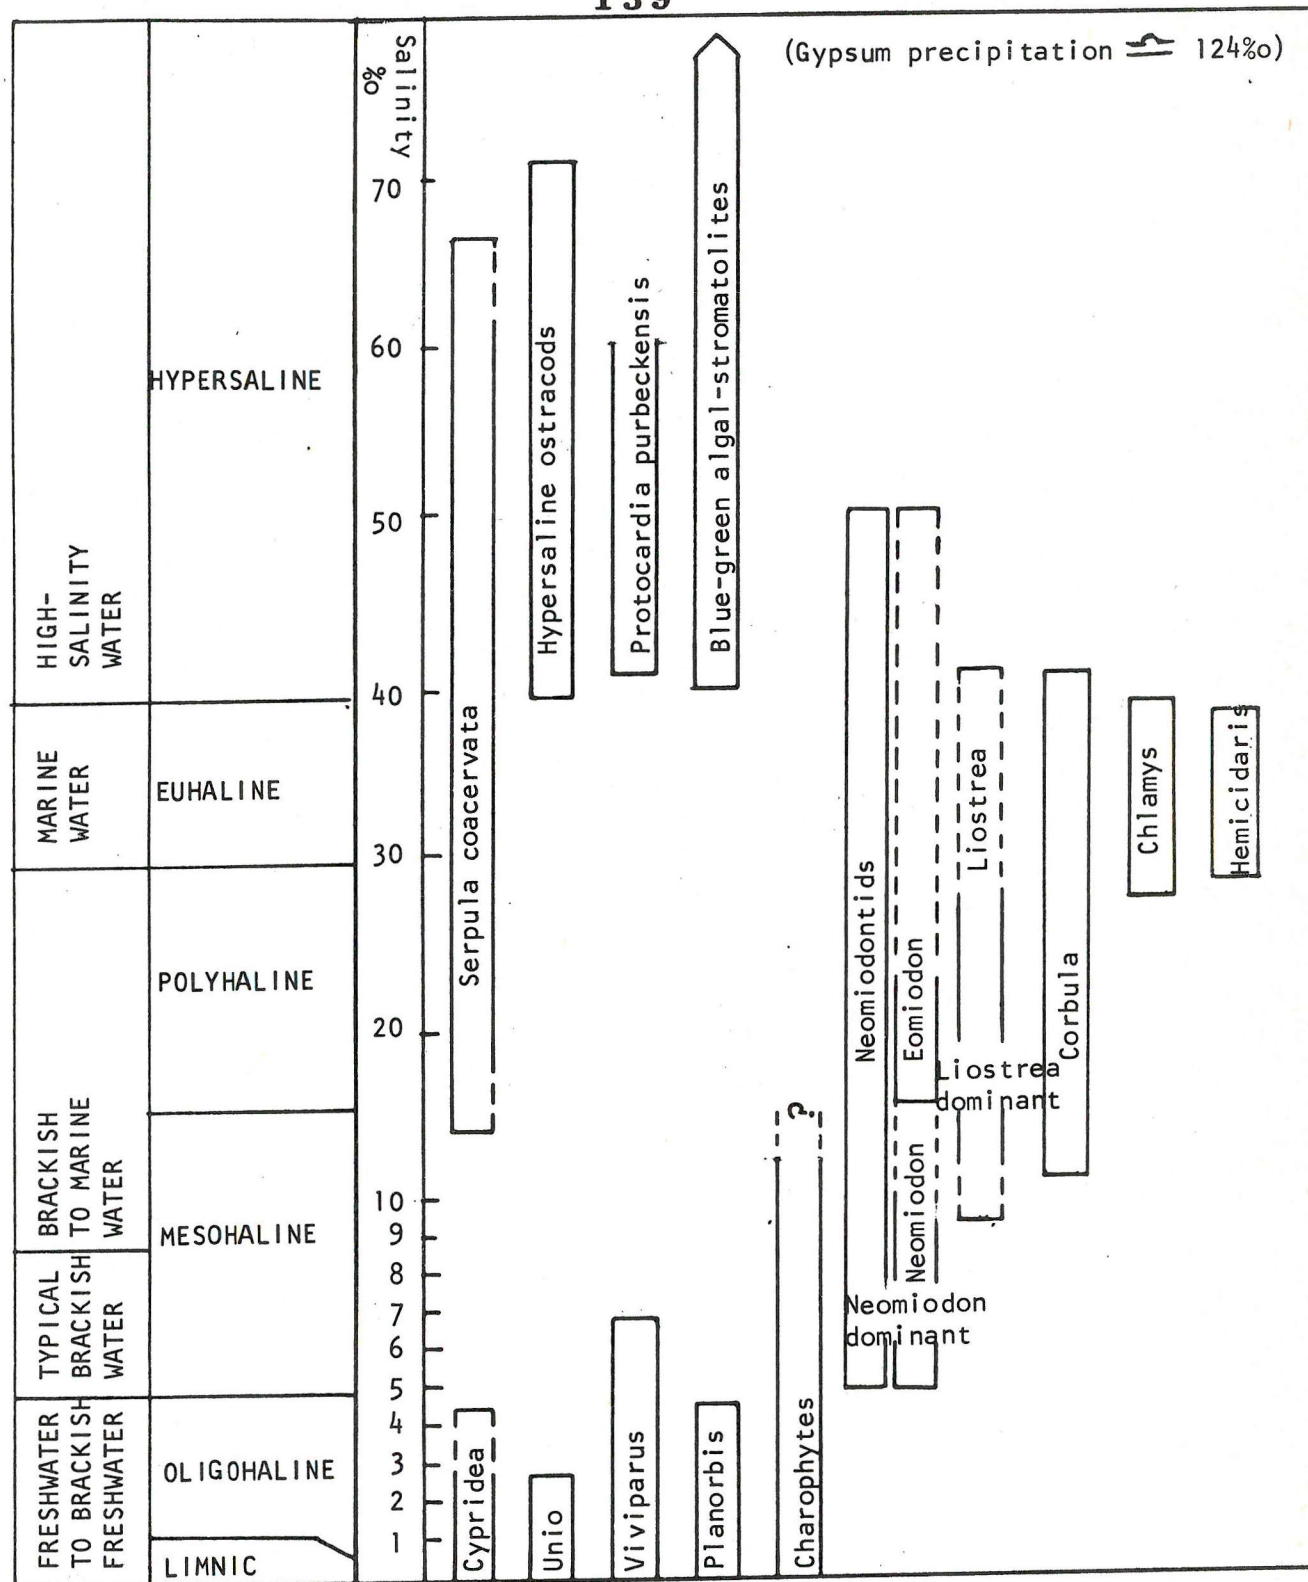 139
(Gypsum precipitation ≏ 124‰)
Salinity
‰
70
60
50
40
30
20
10
9
8
7
6
5
4
3
2
1
HIGH-
SALINITY
WATER
MARINE
WATER
BRACKISH
TO MARINE
WATER
TYPICAL
BRACKISH
WATER
FRESHWATER
TO BRACKISH
FRESHWATER
HYPERSALINE
EUHALINE
POLYHALINE
MESOHALINE
OLIGOHALINE
LIMNIC
Serpula coacervata
Hypersaline ostracods
Protocardia purbeckensis
Blue-green algal-stromatolites
Cypridea
Unio
Viviparus
Planorbis
Charophytes
?
Neomiodontids
Eomiodon
Neomiodon
Neomiodon
dominant
Liostrea
Liostrea
dominant
Corbula
Chlamys
Hemicidaris